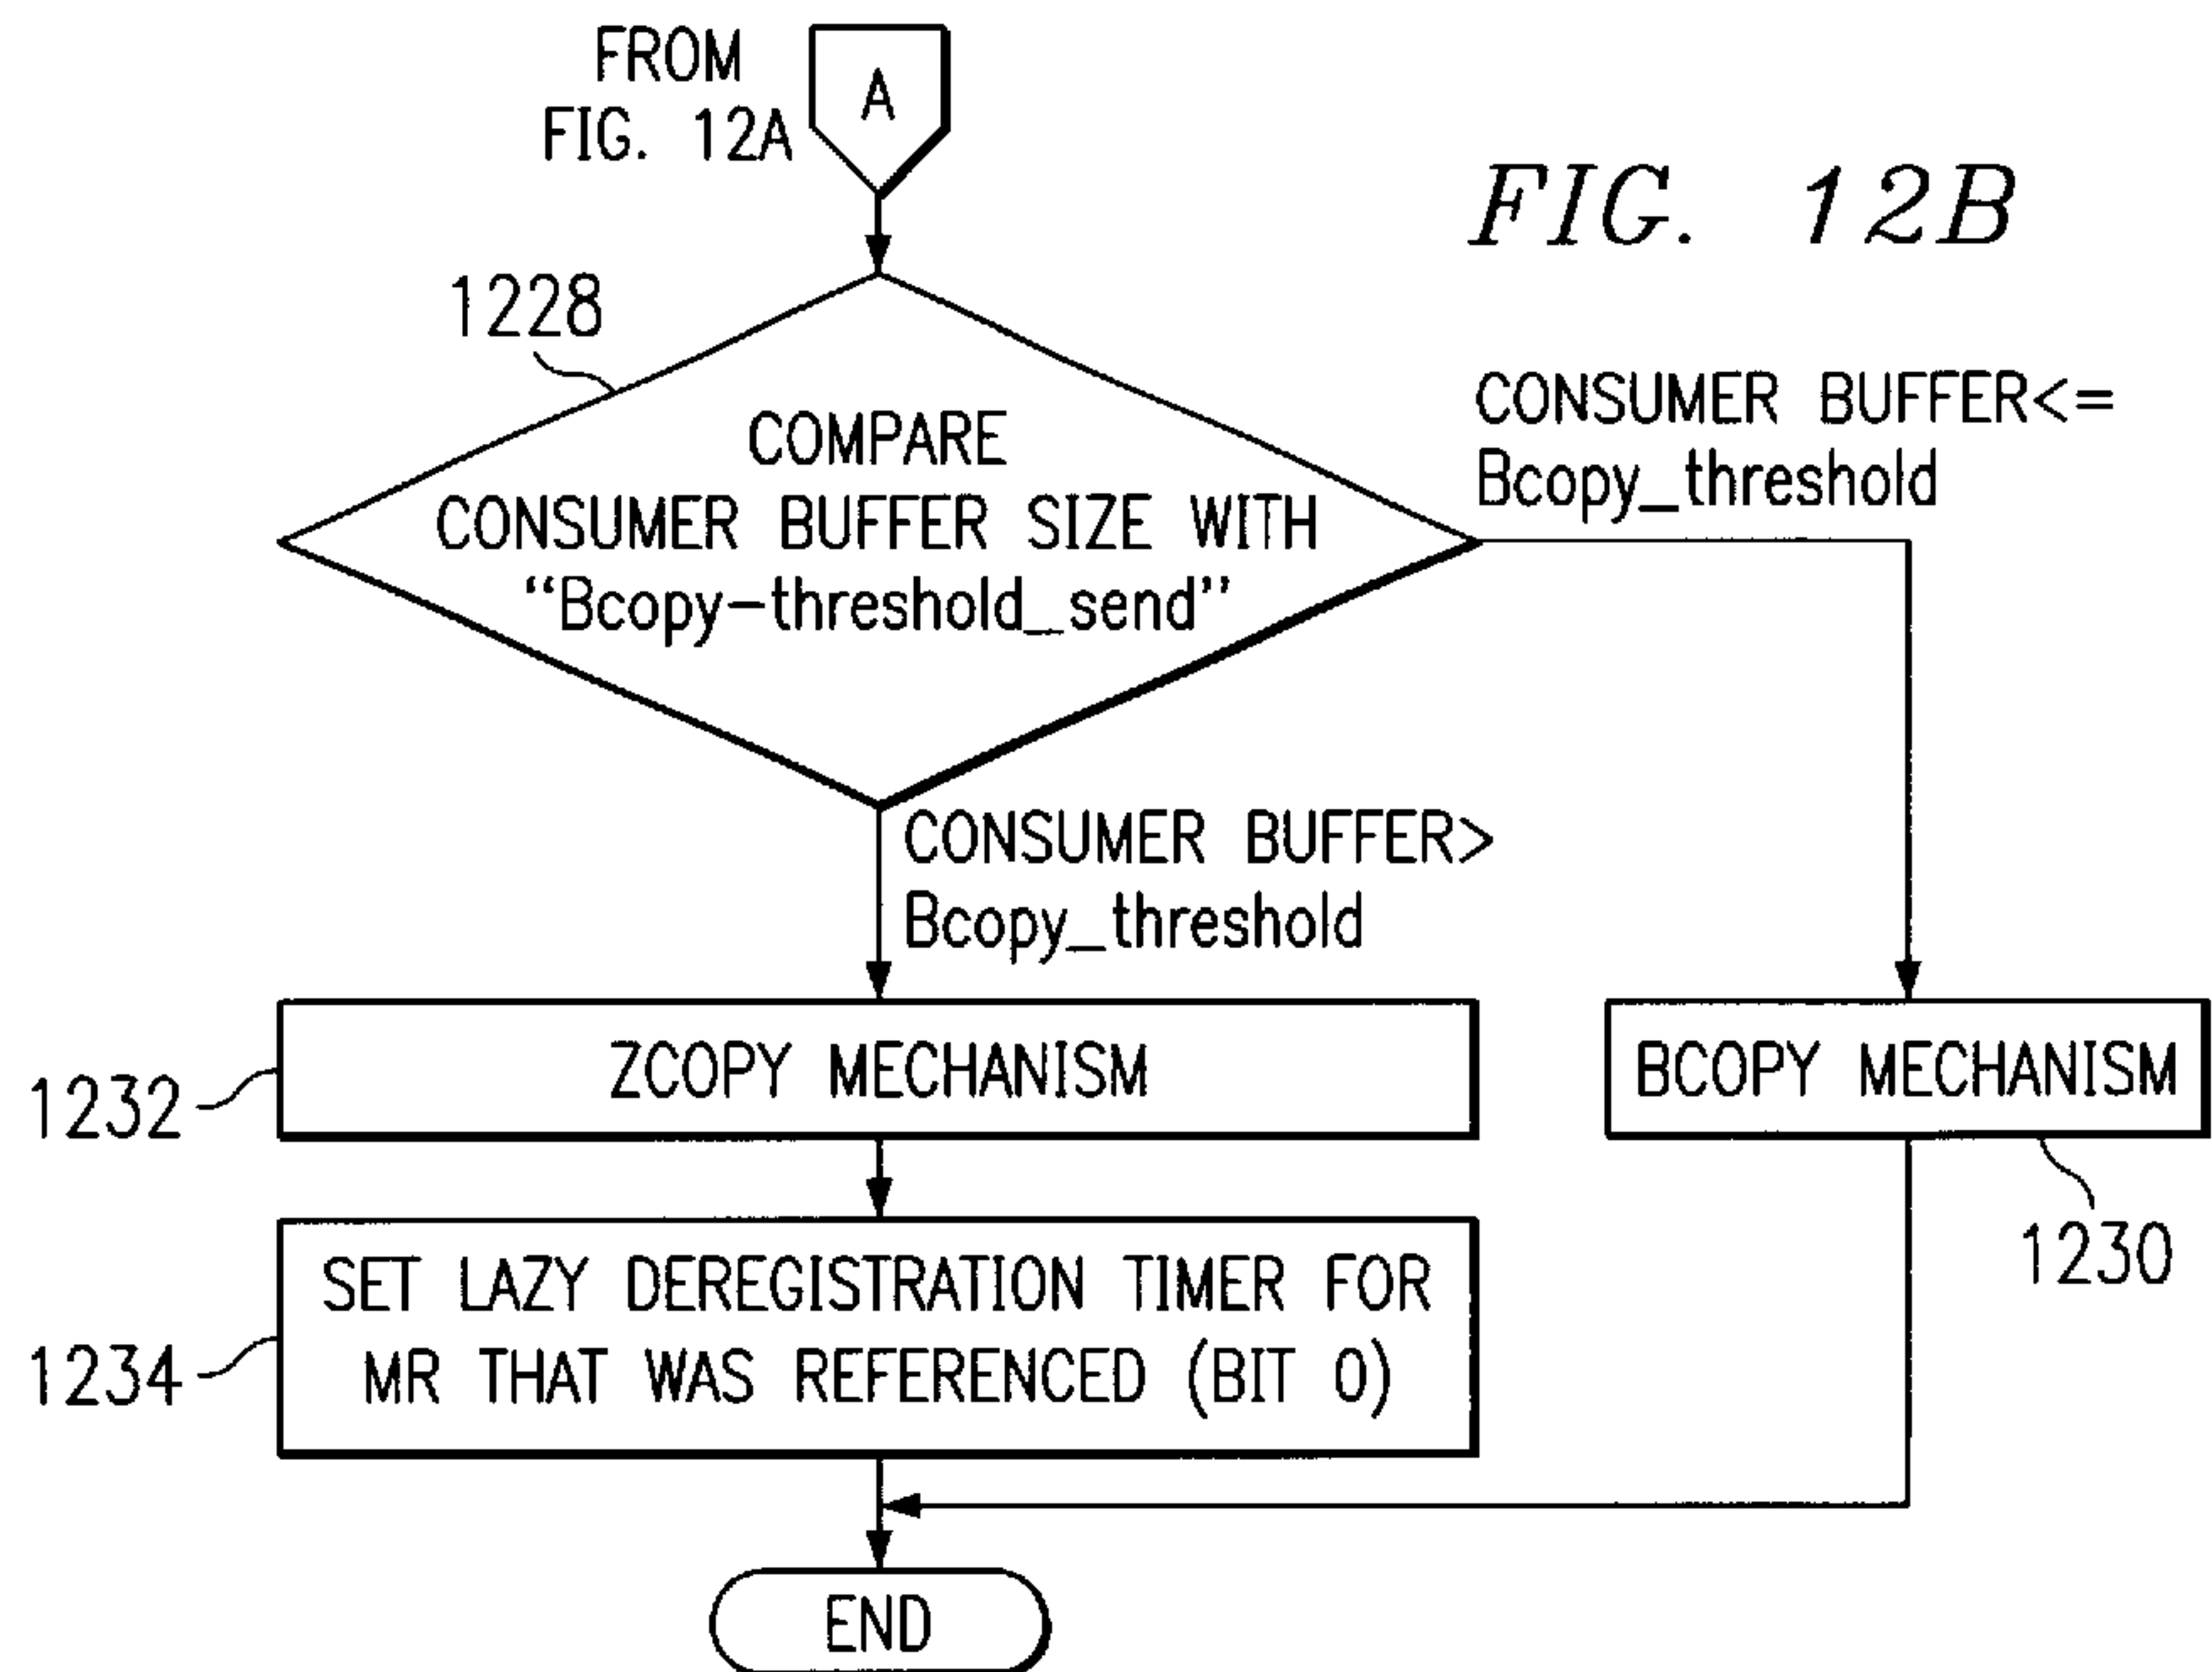 FROM
FIG. 12A
A
FIG. 12B
1228
COMPARE
CONSUMER BUFFER SIZE WITH
“Bcopy-threshold_send”
CONSUMER BUFFER<=
Bcopy_threshold
CONSUMER BUFFER>
Bcopy_threshold
1232
ZCOPY MECHANISM
BCOPY MECHANISM
1230
1234
SET LAZY DEREGISTRATION TIMER FOR
MR THAT WAS REFERENCED (BIT 0)
END